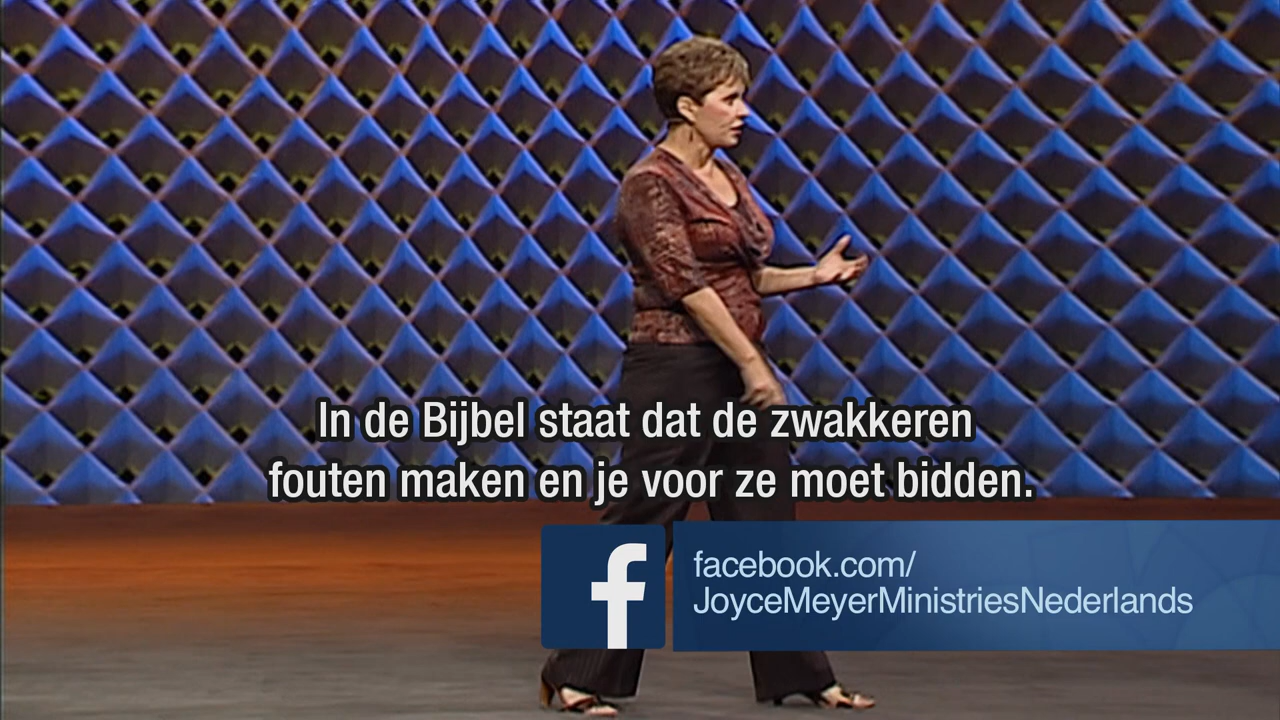 In de Bijbel staat dat de zwakkeren
fouten maken en je voor ze moet bidden.
facebook.com/
JoyceMeyerMinistriesNederlands